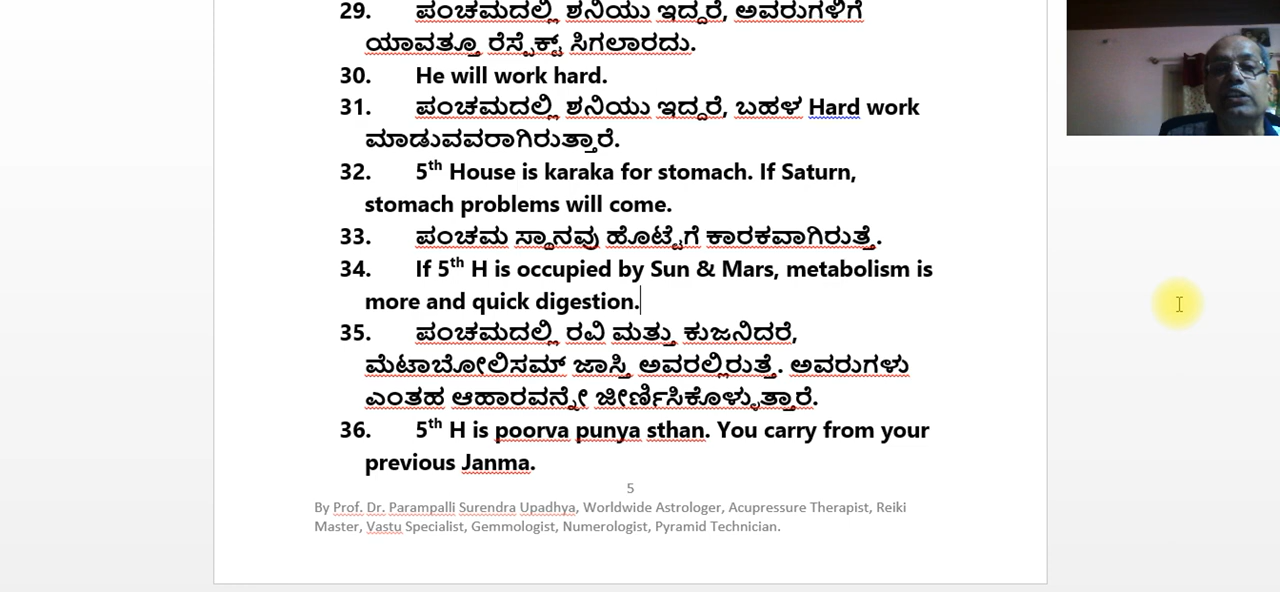 29. ಪಂಚಮದಲ್ಲಿ ಶನಿಯು ಇದ್ದರೆ, ಅವರುಗಳಿಗೆ
ಯಾವತ್ತೂ ರೆಸ್ಪೆಕ್ಟ್ ಸಿಗಲಾರದು.
30. He will work hard.
31. ಪಂಚಮದಲ್ಲಿ ಶನಿಯು ಇದ್ದರೆ, ಬಹಳ Hard work
ಮಾಡುವವರಾಗಿರುತ್ತಾರೆ.
32. 5th House is karaka for stomach. If Saturn,
stomach problems will come.
33. ಪಂಚಮ ಸ್ಥಾನವು ಹೊಟ್ಟೆಗೆ ಕಾರಕವಾಗಿರುತ್ತೆ.
34. If 5th H is occupied by Sun & Mars, metabolism is
more and quick digestion.
35. ಪಂಚಮದಲ್ಲಿ ರವಿ ಮತ್ತು ಕುಜನಿದರೆ,
ಮೆಟಾಬೋಲಿಸಮ್ ಜಾಸ್ತಿ ಅವರಲ್ಲಿರುತ್ತೆ. ಅವರುಗಳು
ಎಂತಹ ಆಹಾರವನ್ನೇ ಜೀರ್ಣಿಸಿಕೊಳ್ಳುತ್ತಾರೆ.
36. 5th H is poorva punya sthan. You carry from your
previous Janma.
5
By Prof. Dr. Parampalli Surendra Upadhya, Worldwide Astrologer, Acupressure Therapist, Reiki
Master, Vastu Specialist, Gemmologist, Numerologist, Pyramid Technician.